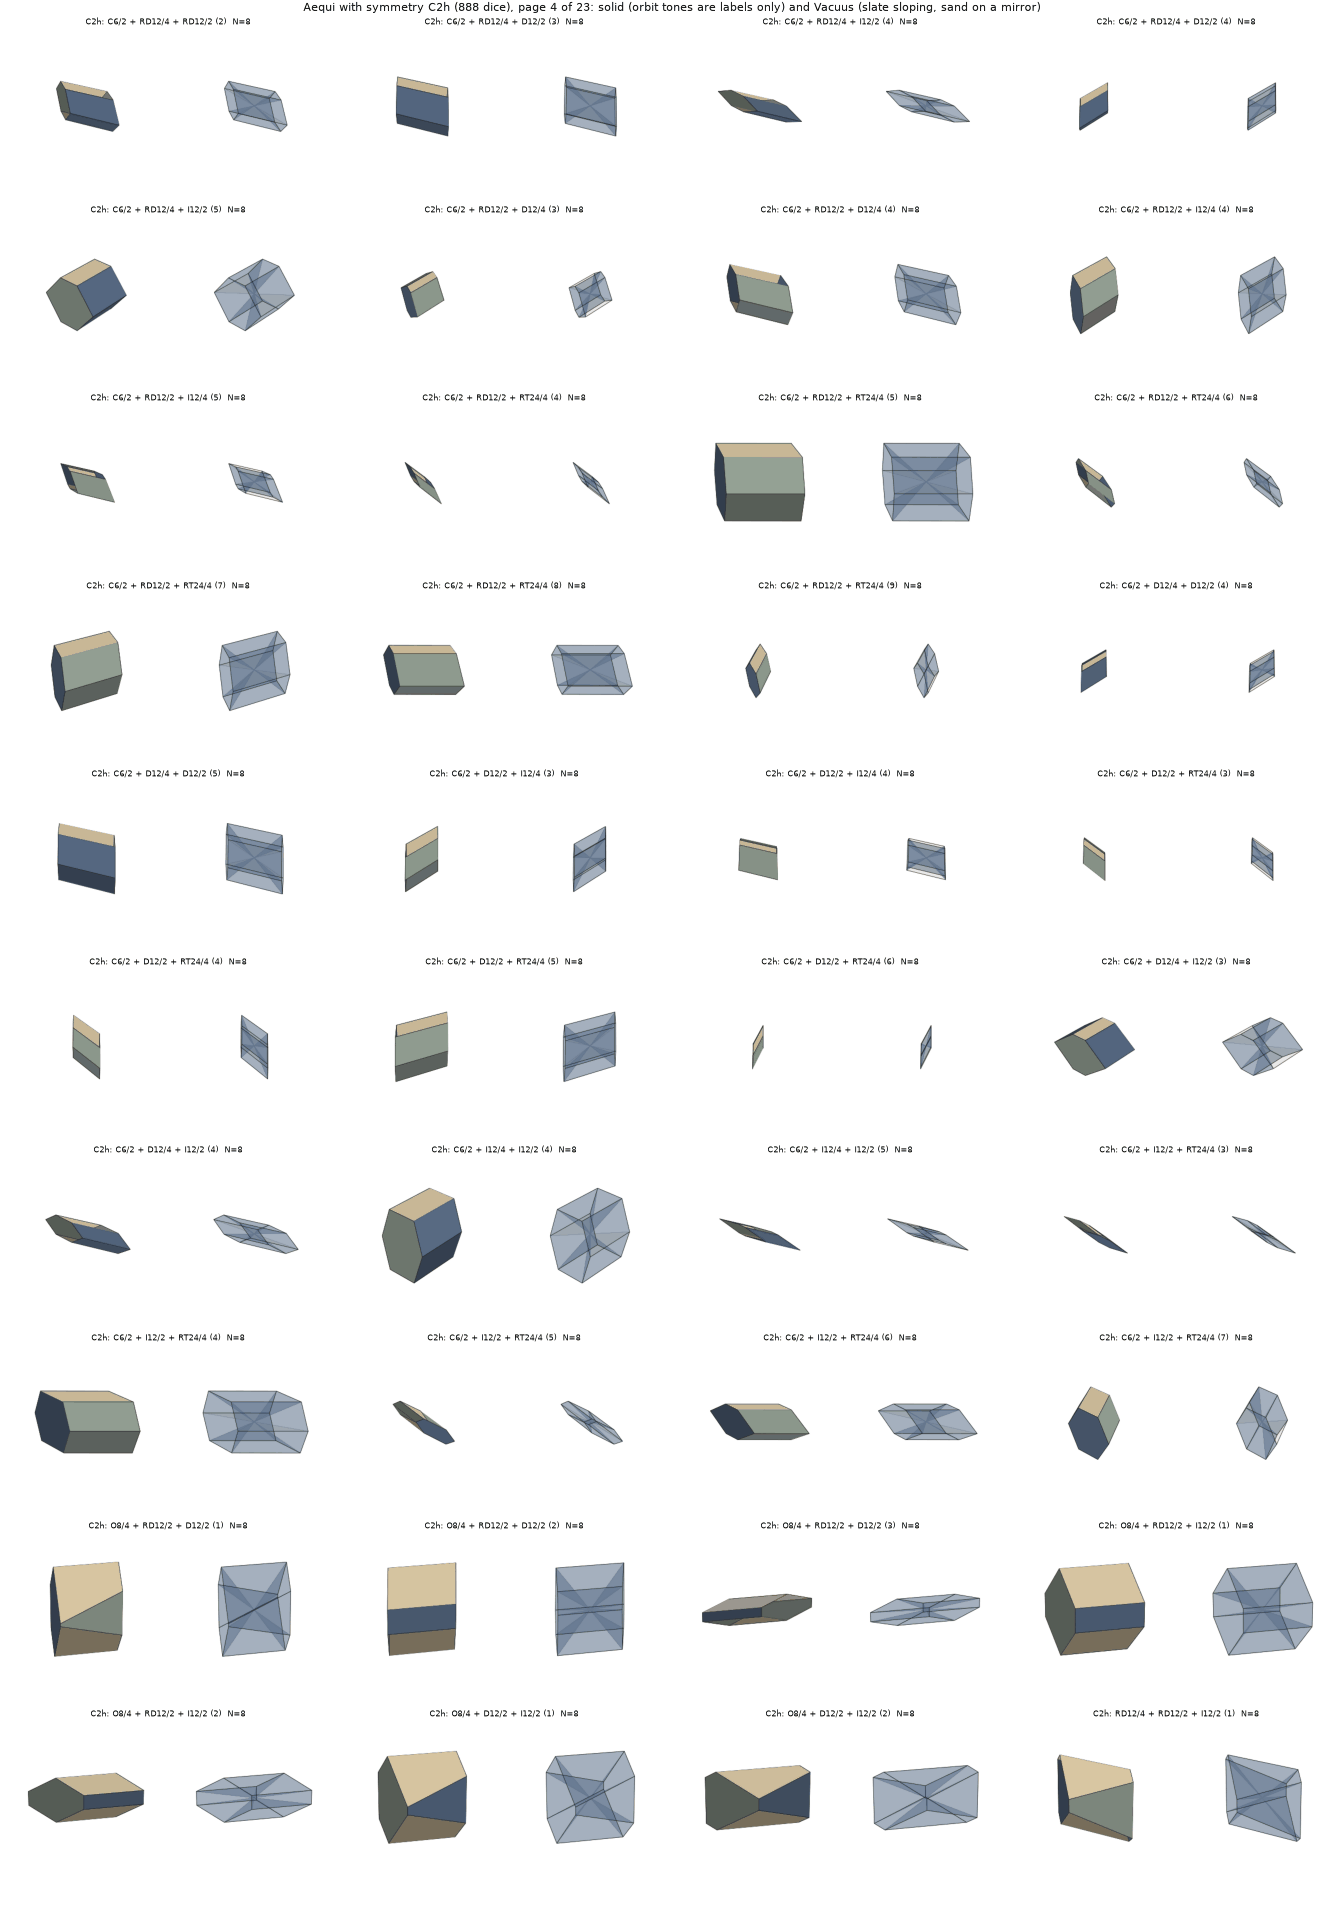 Aequi with symmetry C2h (888 dice), page 4 of 23: solid (orbit tones are labels only) and Vacuus (slate sloping, sand on a mirror)
C2h: C6/2 + RD12/4 + RD12/2 (2)  N=8
C2h: C6/2 + RD12/4 + D12/2 (3)  N=8
C2h: C6/2 + RD12/4 + I12/2 (4)  N=8
C2h: C6/2 + RD12/4 + D12/2 (4)  N=8
C2h: C6/2 + RD12/4 + I12/2 (5)  N=8
C2h: C6/2 + RD12/2 + D12/4 (3)  N=8
C2h: C6/2 + RD12/2 + D12/4 (4)  N=8
C2h: C6/2 + RD12/2 + I12/4 (4)  N=8
C2h: C6/2 + RD12/2 + I12/4 (5)  N=8
C2h: C6/2 + RD12/2 + RT24/4 (4)  N=8
C2h: C6/2 + RD12/2 + RT24/4 (5)  N=8
C2h: C6/2 + RD12/2 + RT24/4 (6)  N=8
C2h: C6/2 + RD12/2 + RT24/4 (7)  N=8
C2h: C6/2 + RD12/2 + RT24/4 (8)  N=8
C2h: C6/2 + RD12/2 + RT24/4 (9)  N=8
C2h: C6/2 + D12/4 + D12/2 (4)  N=8
C2h: C6/2 + D12/4 + D12/2 (5)  N=8
C2h: C6/2 + D12/2 + I12/4 (3)  N=8
C2h: C6/2 + D12/2 + I12/4 (4)  N=8
C2h: C6/2 + D12/2 + RT24/4 (3)  N=8
C2h: C6/2 + D12/2 + RT24/4 (4)  N=8
C2h: C6/2 + D12/2 + RT24/4 (5)  N=8
C2h: C6/2 + D12/2 + RT24/4 (6)  N=8
C2h: C6/2 + D12/4 + I12/2 (3)  N=8
C2h: C6/2 + D12/4 + I12/2 (4)  N=8
C2h: C6/2 + I12/4 + I12/2 (4)  N=8
C2h: C6/2 + I12/4 + I12/2 (5)  N=8
C2h: C6/2 + I12/2 + RT24/4 (3)  N=8
C2h: C6/2 + I12/2 + RT24/4 (4)  N=8
C2h: C6/2 + I12/2 + RT24/4 (5)  N=8
C2h: C6/2 + I12/2 + RT24/4 (6)  N=8
C2h: C6/2 + I12/2 + RT24/4 (7)  N=8
C2h: O8/4 + RD12/2 + D12/2 (1)  N=8
C2h: O8/4 + RD12/2 + D12/2 (2)  N=8
C2h: O8/4 + RD12/2 + D12/2 (3)  N=8
C2h: O8/4 + RD12/2 + I12/2 (1)  N=8
C2h: O8/4 + RD12/2 + I12/2 (2)  N=8
C2h: O8/4 + D12/2 + I12/2 (1)  N=8
C2h: O8/4 + D12/2 + I12/2 (2)  N=8
C2h: RD12/4 + RD12/2 + I12/2 (1)  N=8